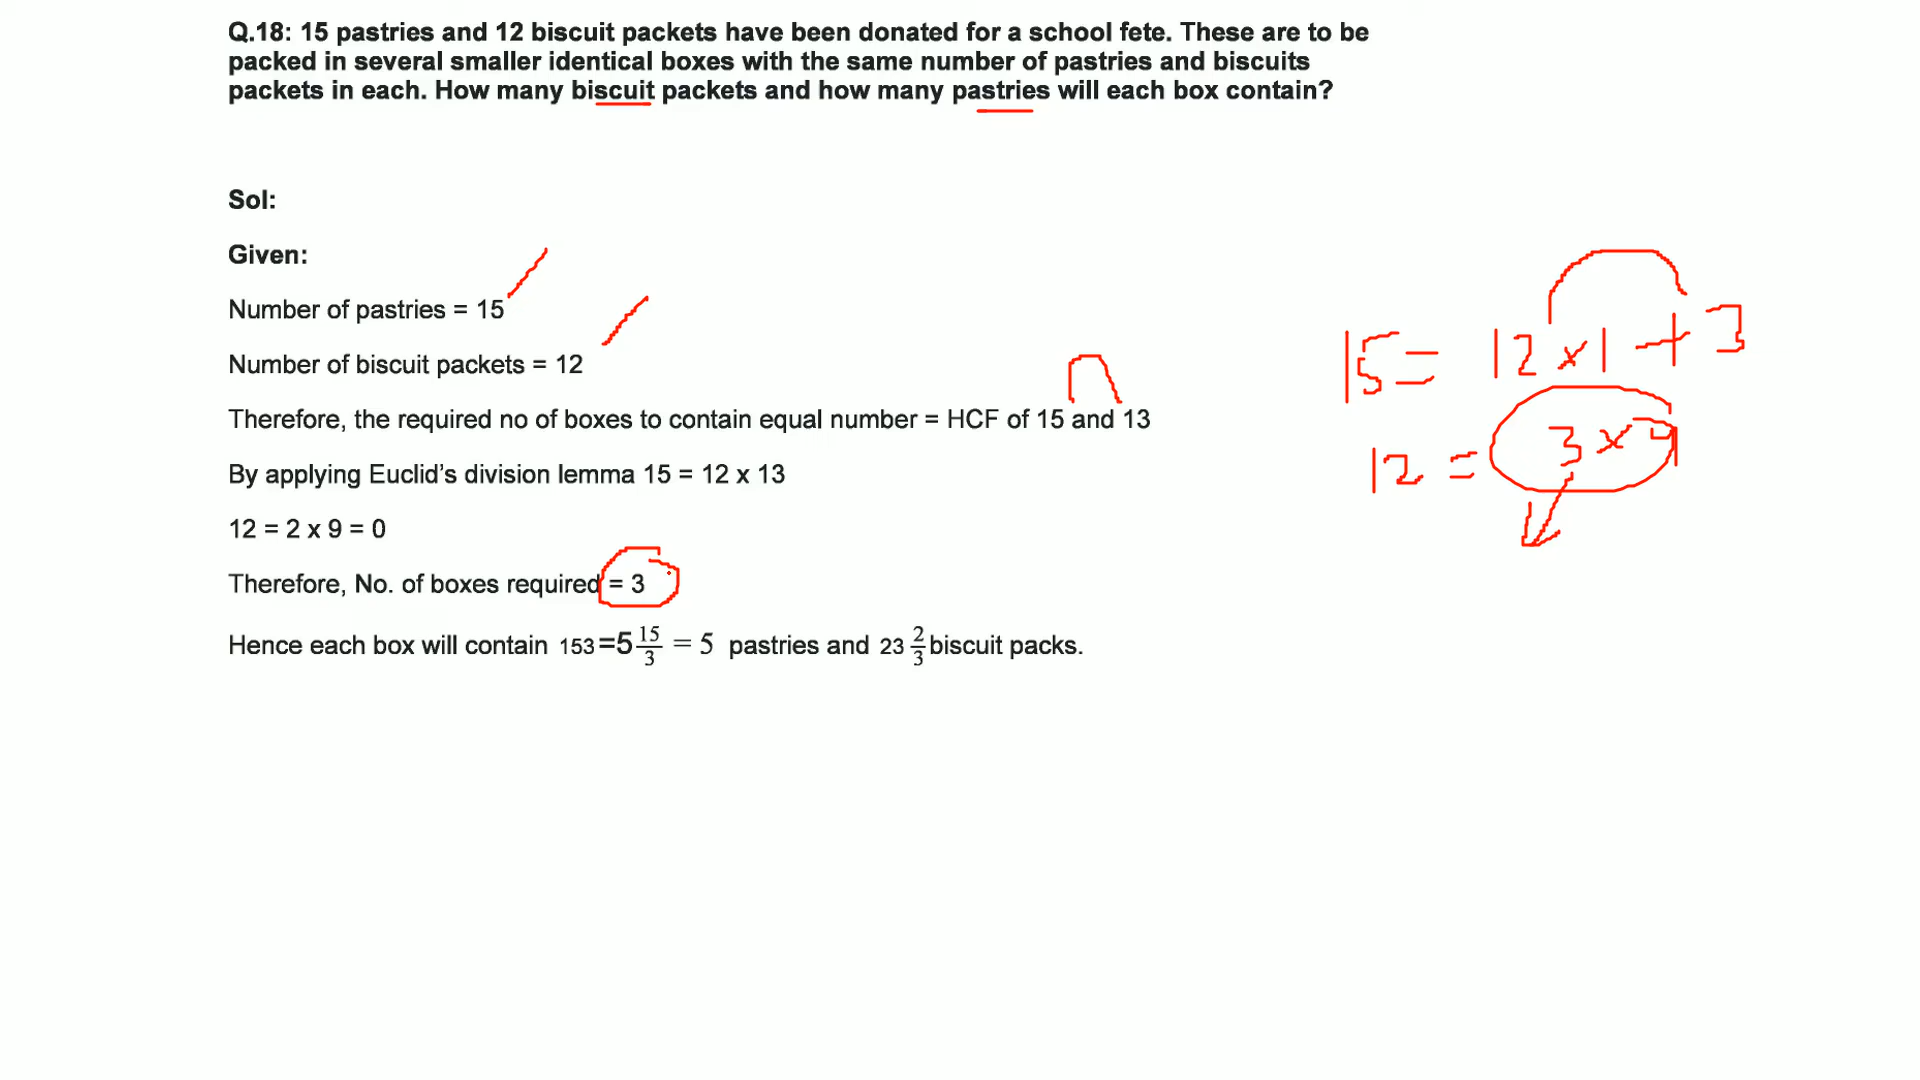 Q.18: 15 pastries and 12 biscuit packets have been donated for a school fete. These are to be
packed in several smaller identical boxes with the same number of pastries and biscuits
packets in each. How many biscuit packets and how many pastries will each box contain?
Sol:
Given:
Number of pastries = 15
Number of biscuit packets = 12
Therefore, the required no of boxes to contain equal number = HCF of 15 and 13
By applying Euclid’s division lemma 15 = 12 x 13
12 = 2 x 9 = 0
Therefore, No. of boxes required = 3
Hence each box will contain 153=5 15/3 = 5 pastries and 23 2/3 biscuit packs.
15 = 12 x 1 + 3
12 = 3 x 4